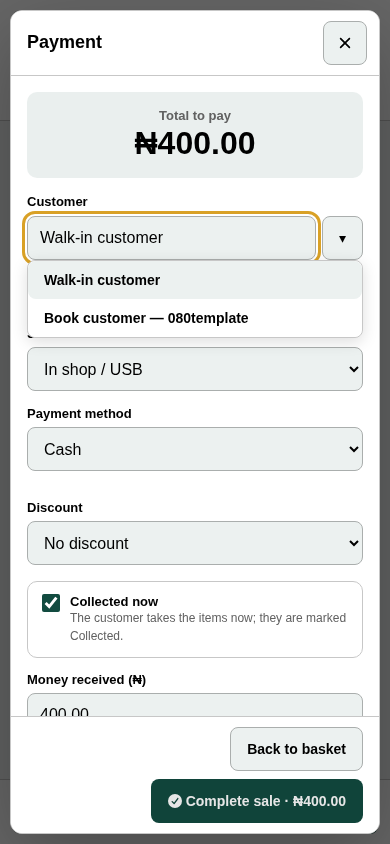 Payment
×
Total to pay
₦400.00
Customer
Walk-in customer
▼
Walk-in customer
Book customer — 080template
In shop / USB
Payment method
Cash
Discount
No discount
Collected now
The customer takes the items now; they are marked
Collected.
Money received (₦)
400.00
Back to basket
Complete sale · ₦400.00